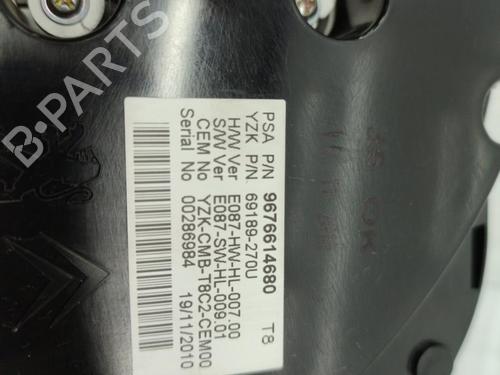 PSA P/N 9676614680 T8
YZK P/N 69189-270U
H/W Ver E087-HW-HL-007.00
S/W Ver E087-SW-HL-009.01
CEM No YZK-CMB-T8C2-CEM00
Serial No 00286984 19/11/2010
B-PARTS